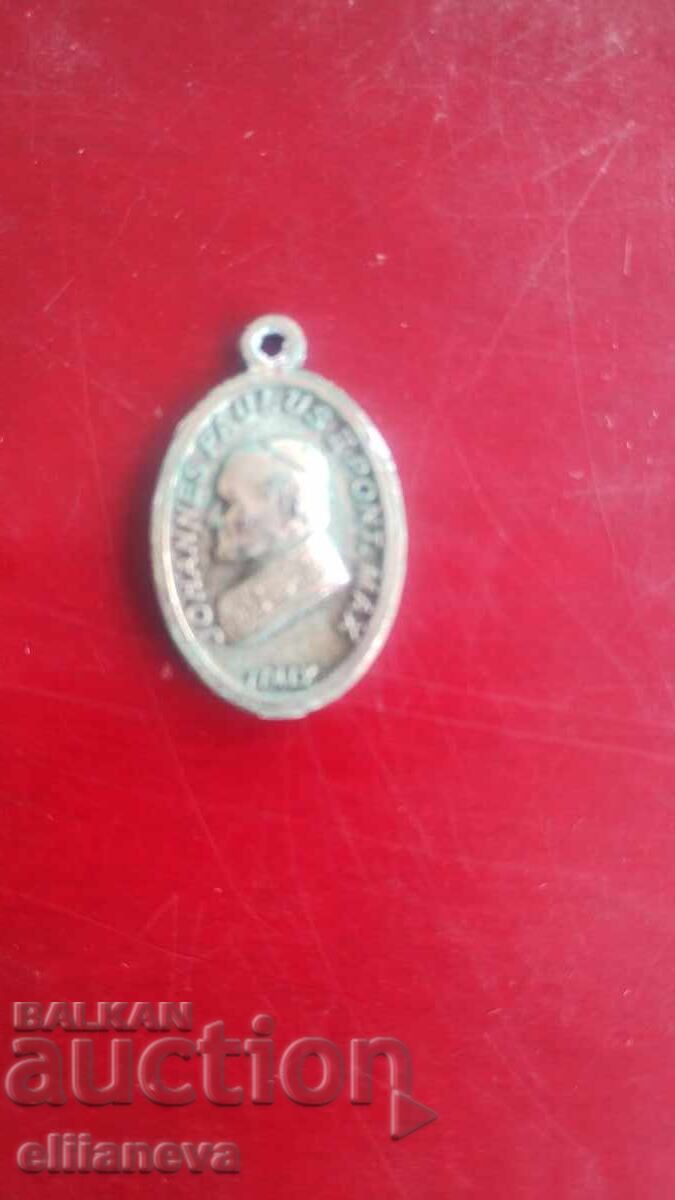 JOHANNES PAULUS II PONT. MAX
ITALY
BALKAN
auction
eliianeva